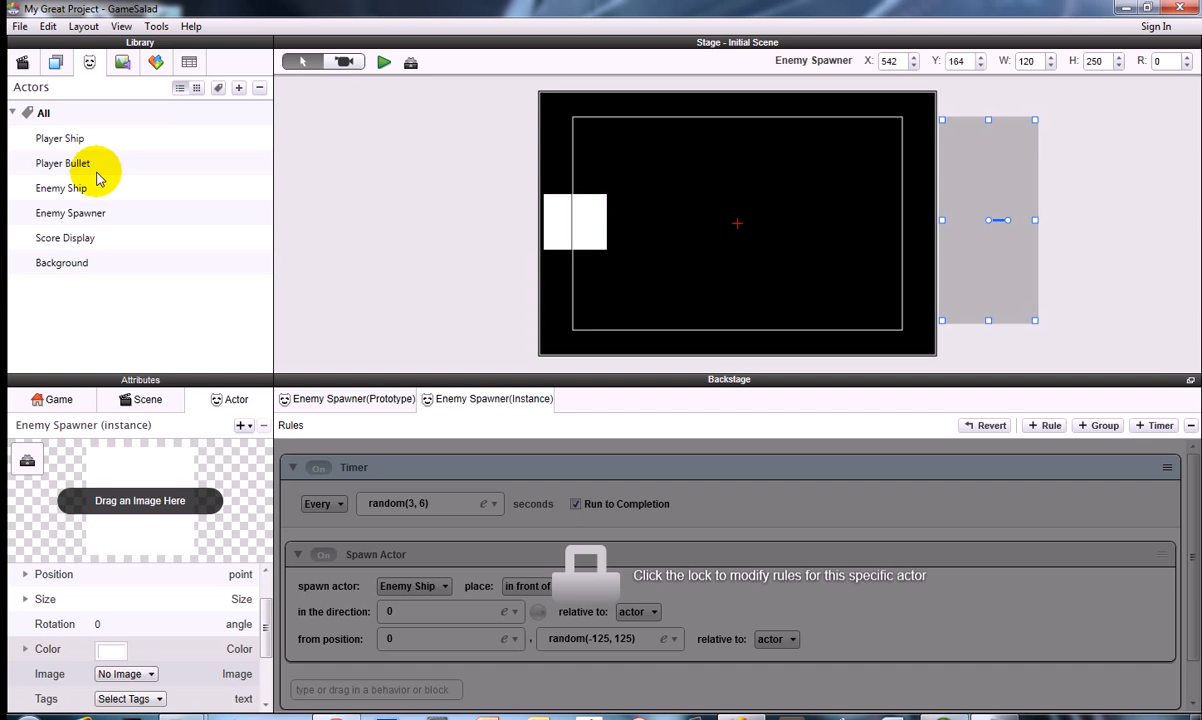 My Great Project - GameSalad
File Edit Layout View Tools Help Sign In
Library
Stage - Initial Scene
Enemy Spawner X: 542 Y: 164 W: 120 H: 250 R: 0
Actors
All
Player Ship
Player Bullet
Enemy Ship
Enemy Spawner
Score Display
Background
Attributes
Backstage
Game Scene Actor
Enemy Spawner(Prototype) Enemy Spawner(Instance)
Enemy Spawner (instance)
Rules
Revert + Rule + Group + Timer
Drag an Image Here
Position point
Size Size
Rotation 0 angle
Color Color
Image No Image Image
Tags Select Tags text
On Timer
Every random(3, 6) e seconds Run to Completion
On Spawn Actor
Click the lock to modify rules for this specific actor
spawn actor: Enemy Ship place: in front of
in the direction: 0 e relative to: actor
from position: 0 e , random(-125, 125) e relative to: actor
type or drag in a behavior or block